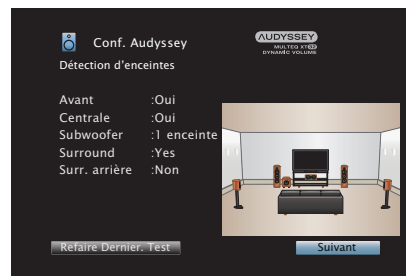 Conf. Audyssey
AUDYSSEY
MULTEQ XT32
DYNAMIC VOLUME
Détection d'enceintes
Avant :Oui
Centrale :Oui
Subwoofer :1 enceinte
Surround :Yes
Surr. arrière :Non
Refaire Dernier. Test
Suivant